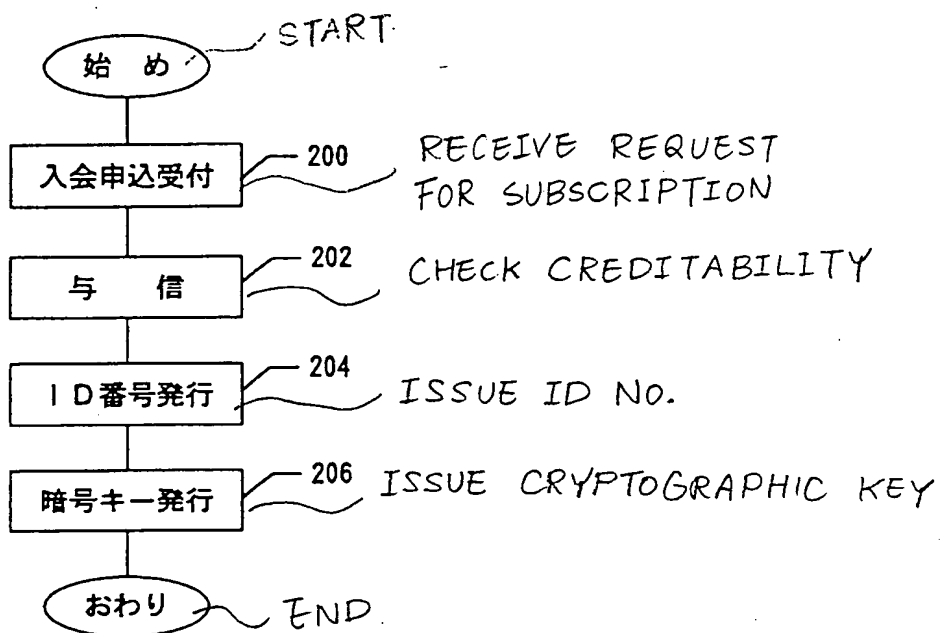 始 め
START
入会申込受付
200
RECEIVE REQUEST
FOR SUBSCRIPTION
与 信
202
CHECK CREDITABILITY
ID番号発行
204
ISSUE ID NO.
暗号キー発行
206
ISSUE CRYPTOGRAPHIC KEY
おわり
END